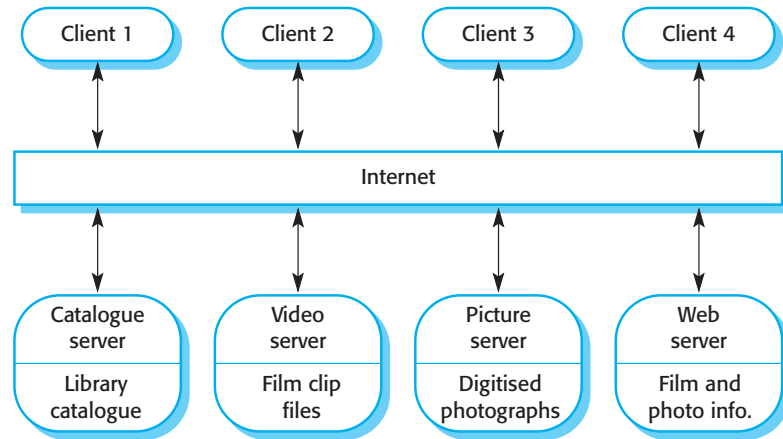 Client 1
Client 2
Client 3
Client 4
Internet
Catalogue
server
Library
catalogue
Video
server
Film clip
files
Picture
server
Digitised
photographs
Web
server
Film and
photo info.